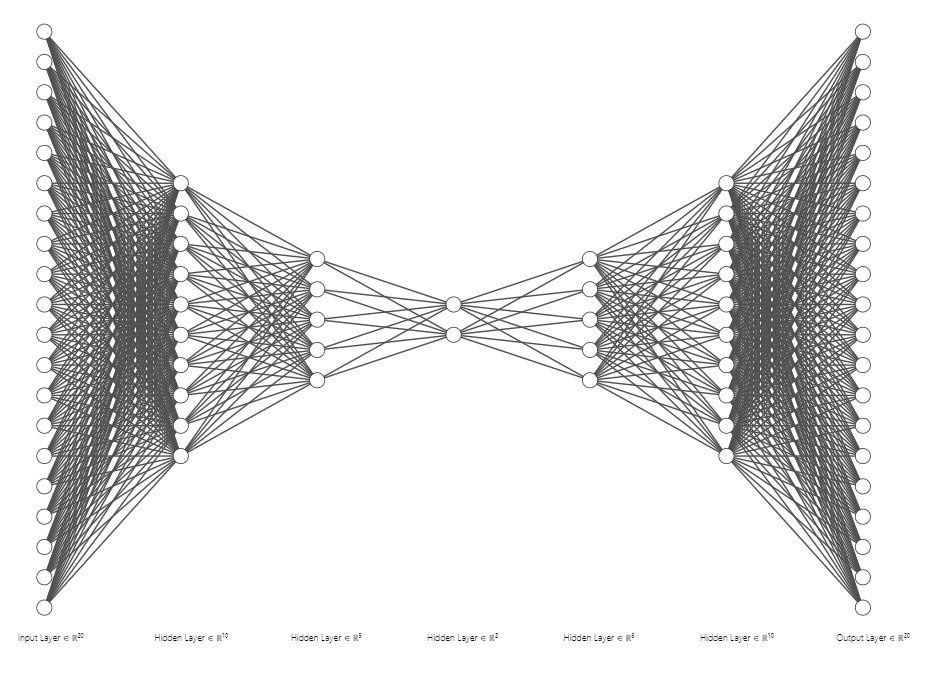 Input Layer ∈ ℝ²⁰
Hidden Layer ∈ ℝ¹⁰
Hidden Layer ∈ ℝ⁵
Hidden Layer ∈ ℝ²
Hidden Layer ∈ ℝ⁵
Hidden Layer ∈ ℝ¹⁰
Output Layer ∈ ℝ²⁰